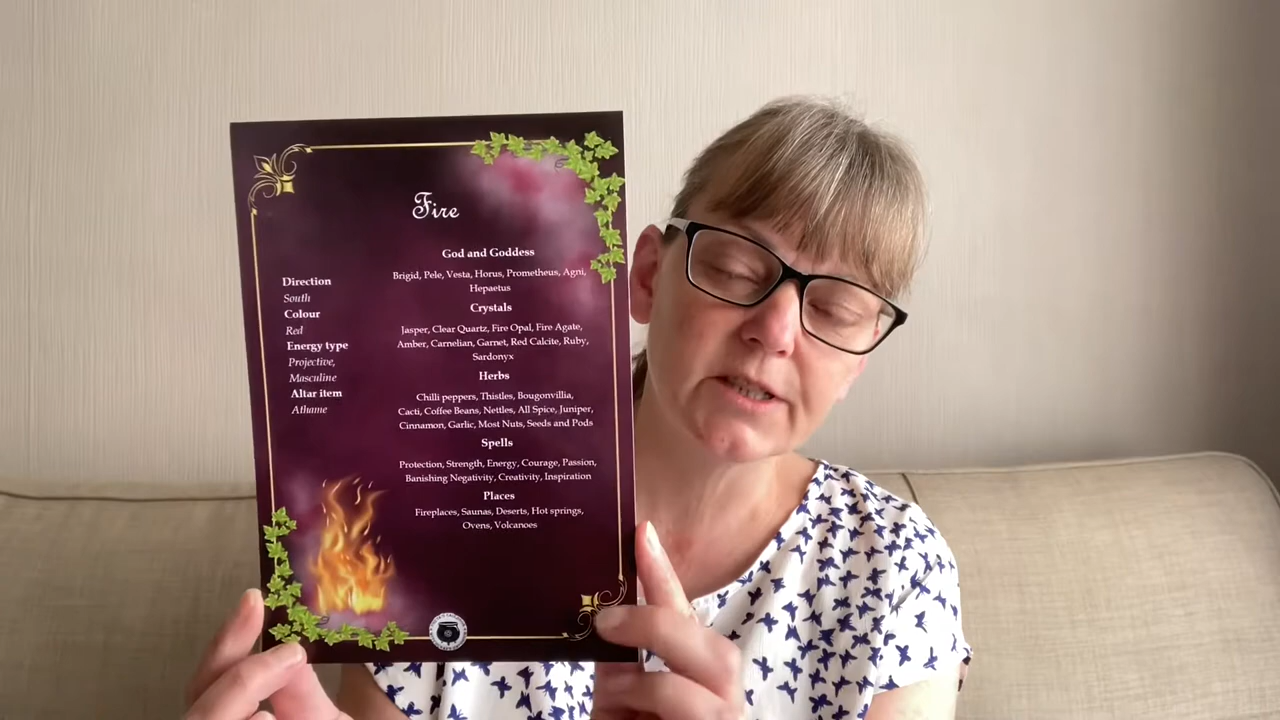 Fire
Direction
South
Colour
Red
Energy type
Projective,
Masculine
Altar item
Athame
God and Goddess
Brigid, Pele, Vesta, Horus, Prometheus, Agni,
Hepaetus
Crystals
Jasper, Clear Quartz, Fire Opal, Fire Agate,
Amber, Carnelian, Garnet, Red Calcite, Ruby,
Sardonyx
Herbs
Chilli peppers, Thistles, Bougonvillia,
Cacti, Coffee Beans, Nettles, All Spice, Juniper,
Cinnamon, Garlic, Most Nuts, Seeds and Pods
Spells
Protection, Strength, Energy, Courage, Passion,
Banishing Negativity, Creativity, Inspiration
Places
Fireplaces, Saunas, Deserts, Hot springs,
Ovens, Volcanoes